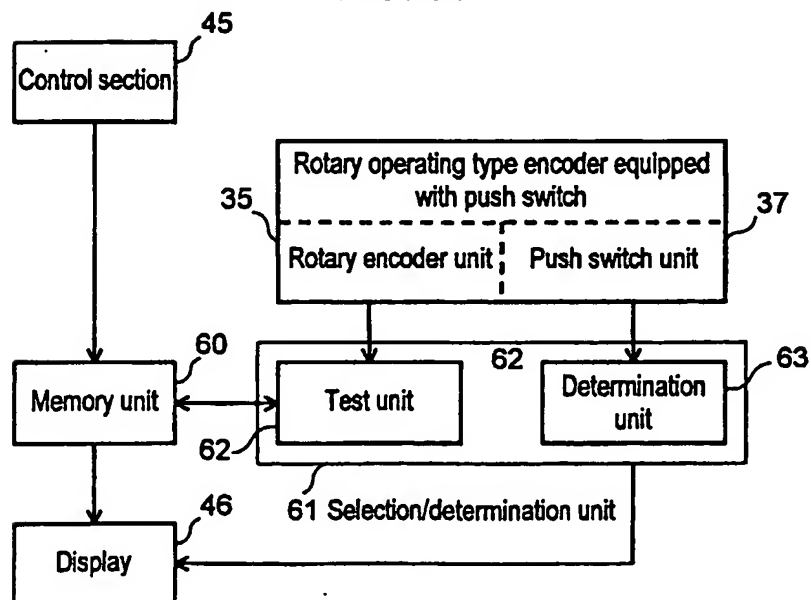 45
Control section
Rotary operating type encoder equipped
with push switch
35
37
Rotary encoder unit
Push switch unit
60
62
63
Memory unit
Test unit
Determination
unit
62
46
61 Selection/determination unit
Display